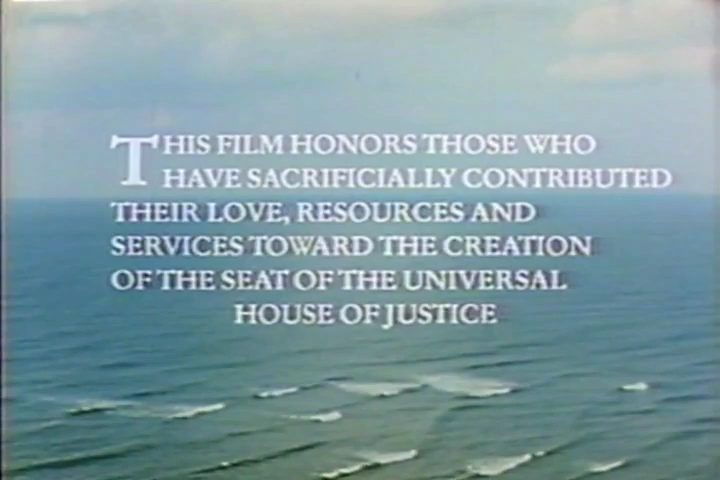 THIS FILM HONORS THOSE WHO
HAVE SACRIFICIALLY CONTRIBUTED
THEIR LOVE, RESOURCES AND
SERVICES TOWARD THE CREATION
OF THE SEAT OF THE UNIVERSAL
HOUSE OF JUSTICE